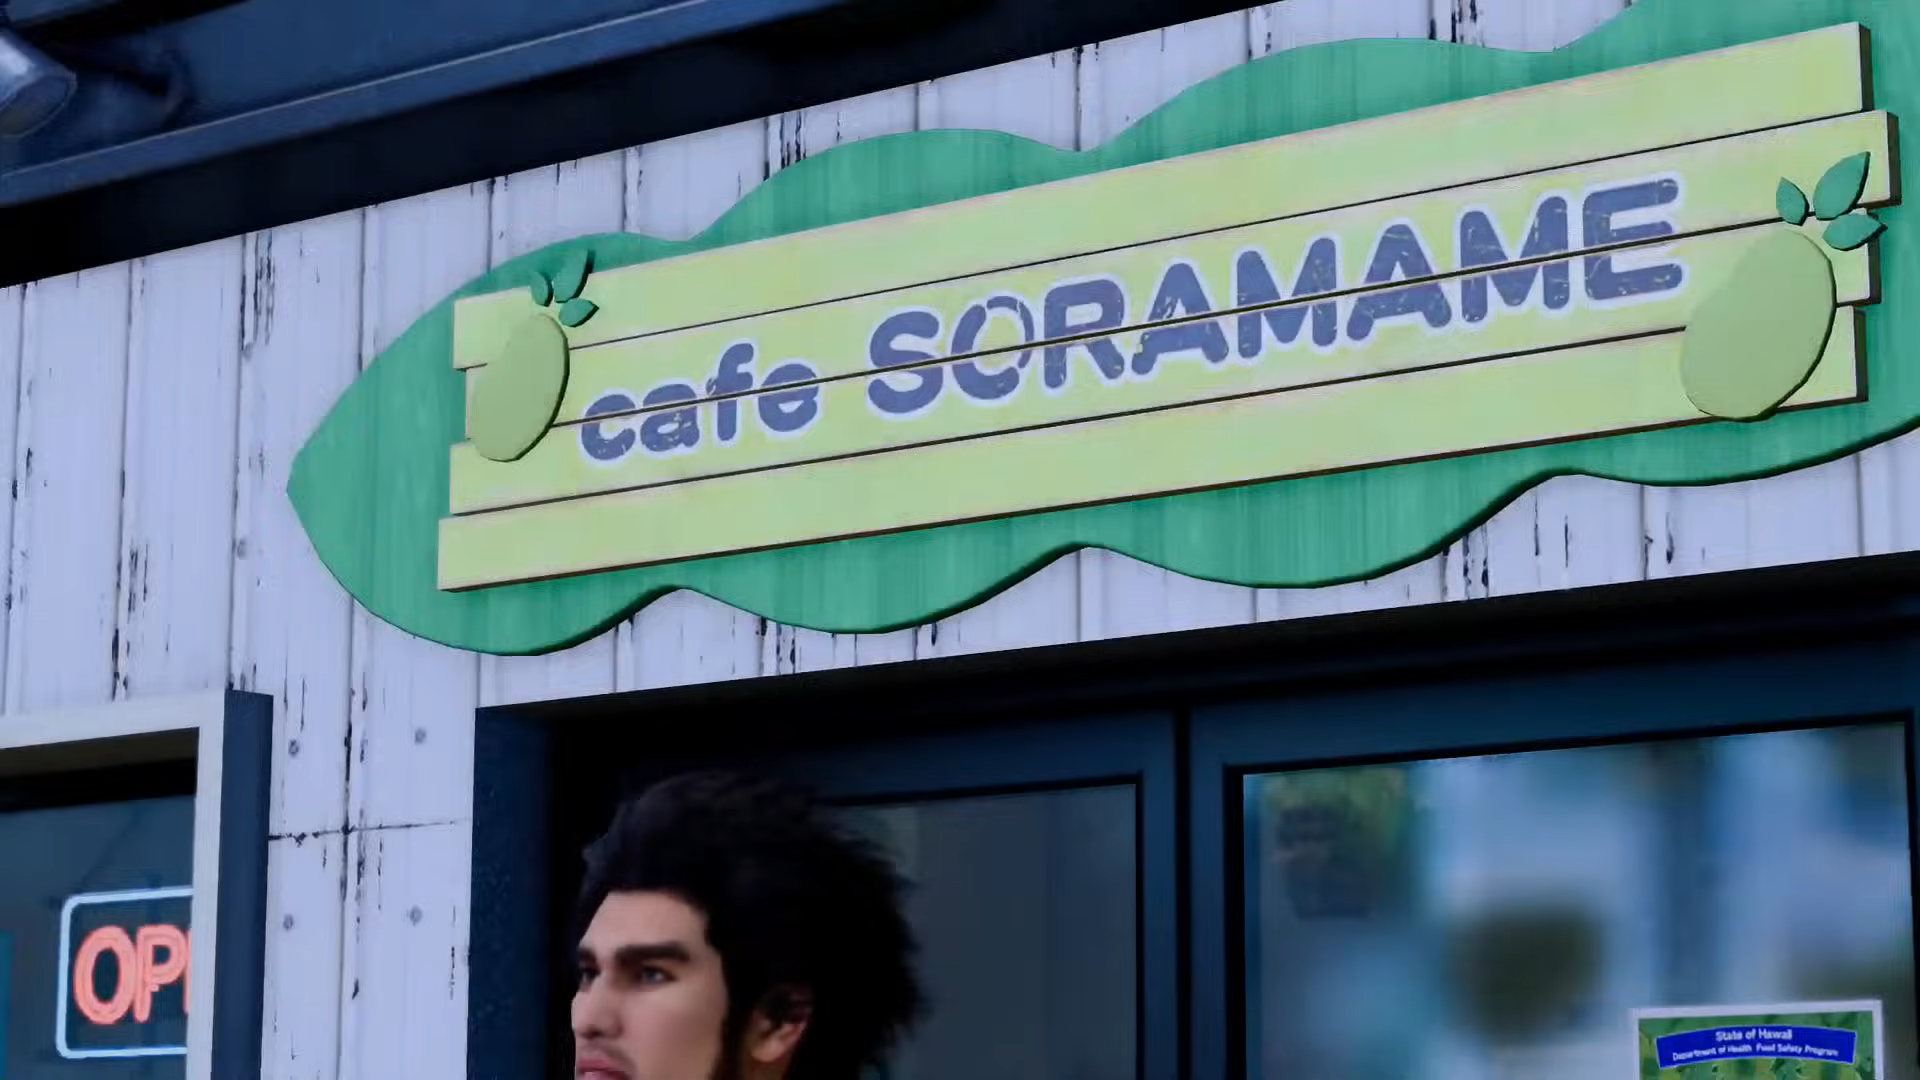 cafe SORAMAME
OP
State of Hawaii
Department of Health Food Safety Program